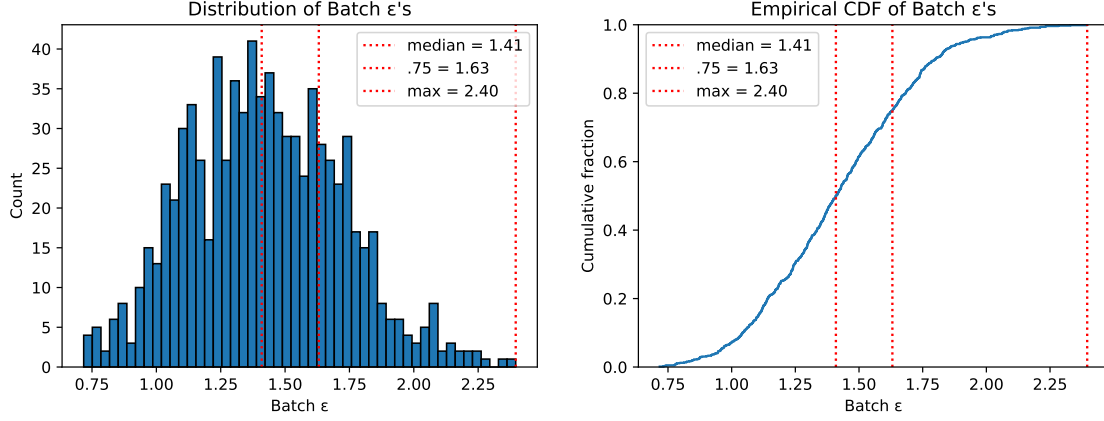 Distribution of Batch ε's
Count
40
35
30
25
20
15
10
5
0
median = 1.41
.75 = 1.63
max = 2.40
0.75 1.00 1.25 1.50 1.75 2.00 2.25
Batch ε
Empirical CDF of Batch ε's
Cumulative fraction
1.0
0.8
0.6
0.4
0.2
0.0
median = 1.41
.75 = 1.63
max = 2.40
0.75 1.00 1.25 1.50 1.75 2.00 2.25
Batch ε